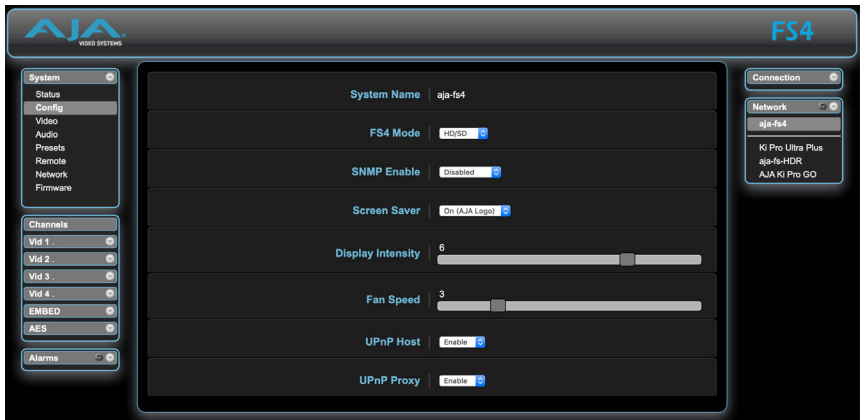 AJA
VIDEO SYSTEMS
FS4
System
Status
Config
Video
Audio
Presets
Remote
Network
Firmware
Channels
Vid 1 .
Vid 2 .
Vid 3 .
Vid 4 .
EMBED
AES
Alarms
System Name aja-fs4
FS4 Mode HD/SD
SNMP Enable Disabled
Screen Saver On (AJA Logo)
Display Intensity 6
Fan Speed 3
UPnP Host Enable
UPnP Proxy Enable
Connection
Network
aja-fs4
Ki Pro Ultra Plus
aja-fs-HDR
AJA Ki Pro GO